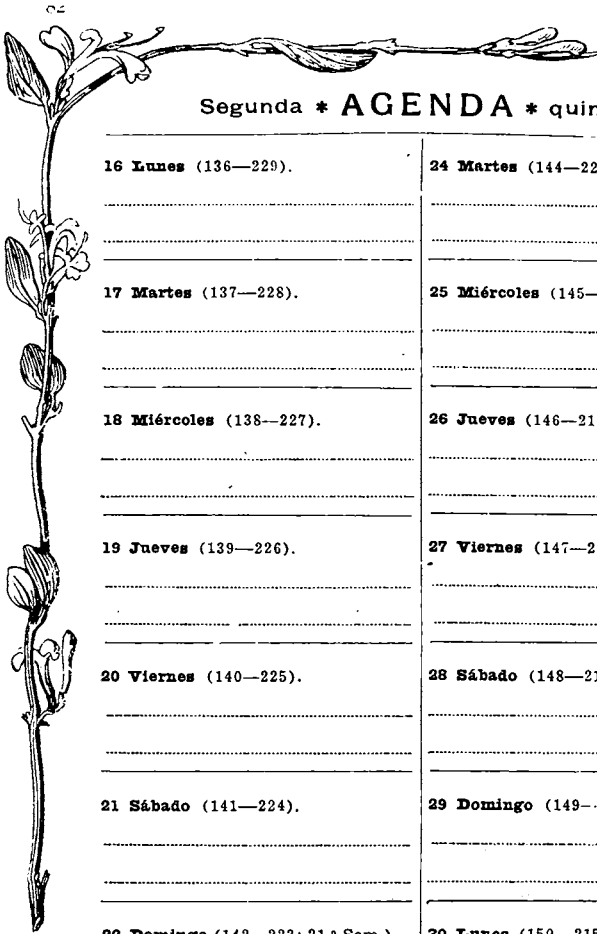 Segunda * AGENDA *
16 Lunes (136—229).
17 Martes (137—228).
18 Miércoles (138—227).
19 Jueves (139—226).
20 Viernes (140—225).
21 Sábado (141—224).
24 Martes (144—22
25 Miércoles (145—
26 Jueves (146—21
27 Viernes (147—2
28 Sábado (148—21
29 Domingo (149—